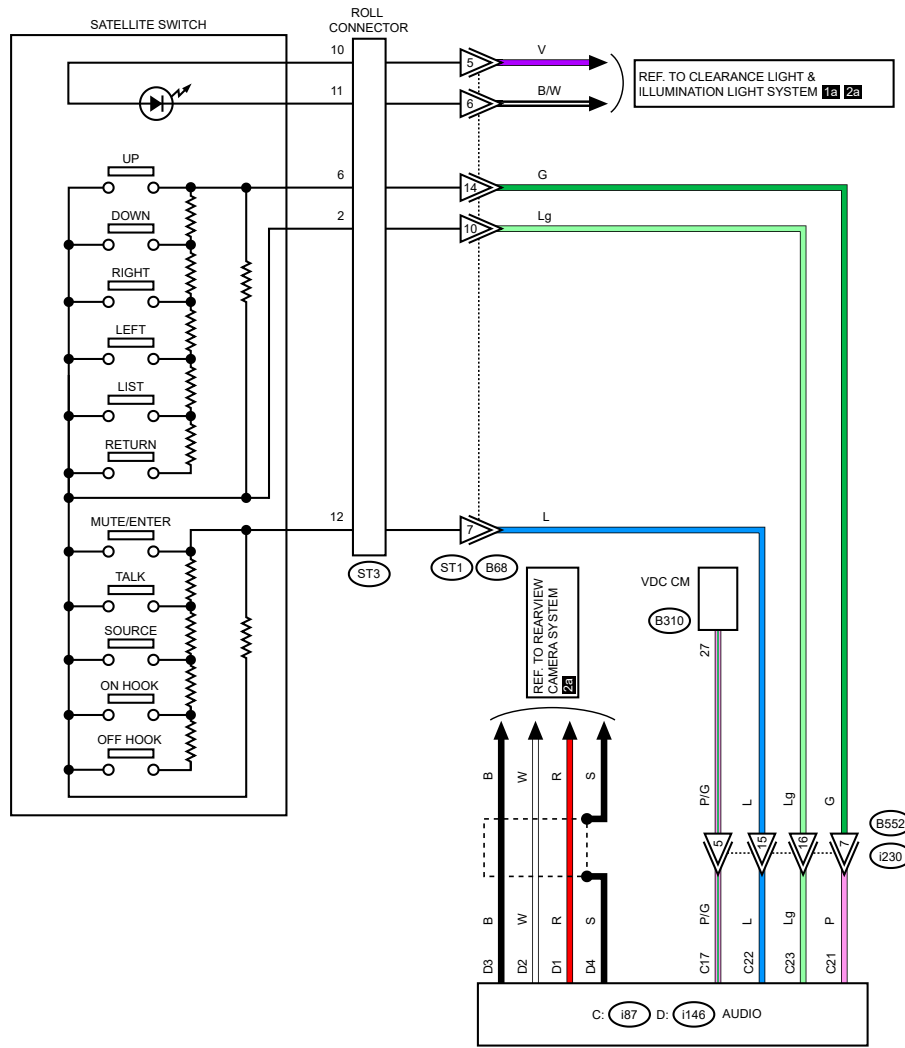 SATELLITE SWITCH
ROLL
CONNECTOR
10
5
V
11
6
B/W
REF. TO CLEARANCE LIGHT &
ILLUMINATION LIGHT SYSTEM 1a 2a
UP
6
14
G
DOWN
2
10
Lg
RIGHT
LEFT
LIST
RETURN
MUTE/ENTER
12
7
L
ST3
ST1
B68
TALK
SOURCE
ON HOOK
OFF HOOK
REF. TO REARVIEW
CAMERA SYSTEM
2a
VDC CM
B310
27
B
W
R
S
P/G
L
Lg
G
5
15
16
7
B552
i230
B
W
R
S
P/G
L
Lg
P
D3
D2
D1
D4
C17
C22
C23
C21
C: i87 D: i146 AUDIO